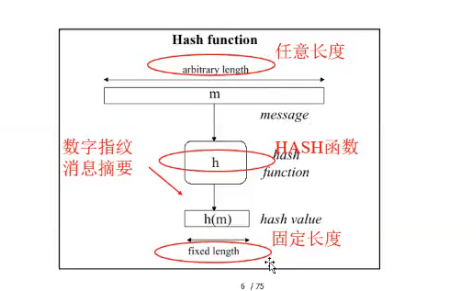 Hash function
任意长度
arbitrary length
m
message
数字指纹
消息摘要
HASH函数
h
hash
function
h(m)
hash value
固定长度
fixed length
6 / 75